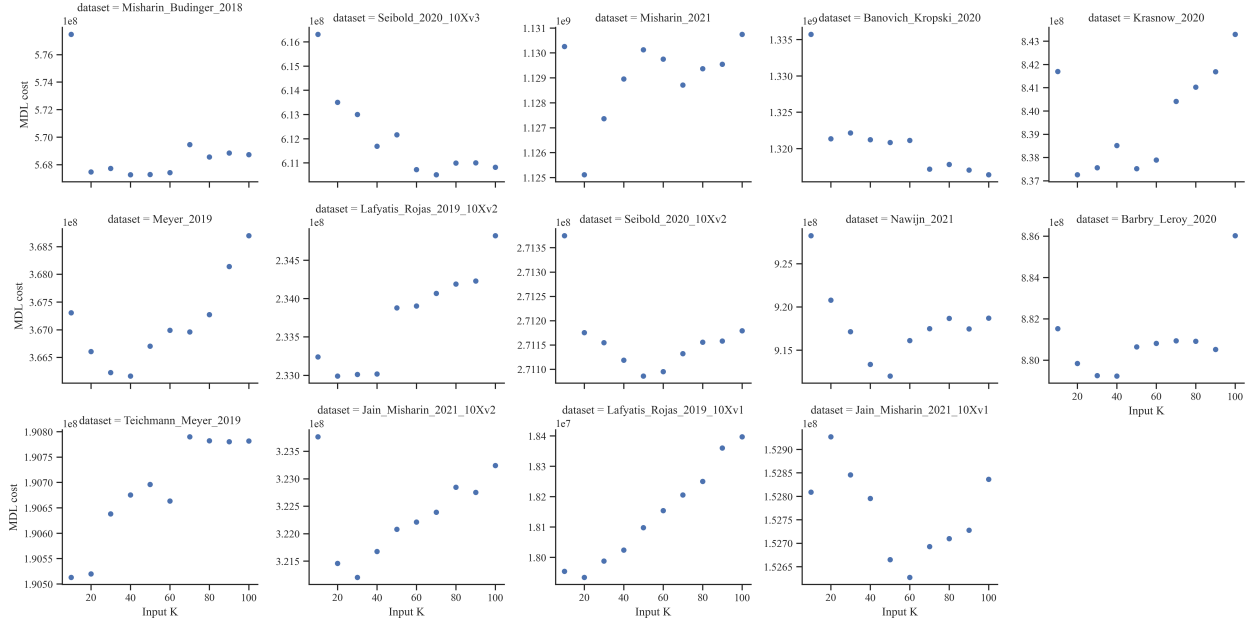 dataset = Misharin_Budinger_2018
1e8
5.76
5.74
5.72
5.70
5.68
MDL cost
dataset = Seibold_2020_10Xv3
1e8
6.16
6.15
6.14
6.13
6.12
6.11
dataset = Misharin_2021
1e9
1.131
1.130
1.129
1.128
1.127
1.126
1.125
dataset = Banovich_Kropski_2020
1e9
1.335
1.330
1.325
1.320
dataset = Krasnow_2020
1e8
8.43
8.42
8.41
8.40
8.39
8.38
8.37
dataset = Meyer_2019
1e8
3.685
3.680
3.675
3.670
3.665
MDL cost
dataset = Lafyatis_Rojas_2019_10Xv2
1e8
2.345
2.340
2.335
2.330
dataset = Seibold_2020_10Xv2
1e8
2.7135
2.7130
2.7125
2.7120
2.7115
2.7110
dataset = Nawijn_2021
1e8
9.25
9.20
9.15
dataset = Barbry_Leroy_2020
1e8
8.86
8.84
8.82
8.80
20 40 60 80 100
Input K
dataset = Teichmann_Meyer_2019
1e8
1.908
1.9075
1.9070
1.9065
1.9060
1.9055
1.9050
MDL cost
20 40 60 80 100
Input K
dataset = Jain_Misharin_2021_10Xv2
1e8
3.235
3.230
3.225
3.220
3.215
20 40 60 80 100
Input K
dataset = Lafyatis_Rojas_2019_10Xv1
1e7
1.84
1.83
1.82
1.81
1.80
20 40 60 80 100
Input K
dataset = Jain_Misharin_2021_10Xv1
1e8
1.5290
1.5285
1.5280
1.5275
1.5270
1.5265
20 40 60 80 100
Input K